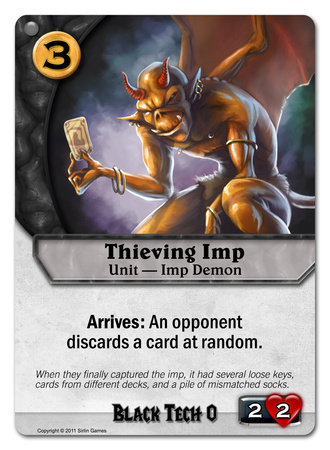 3
Thieving Imp
Unit — Imp Demon
Arrives: An opponent
discards a card at random.
When they finally captured the imp, it had several loose keys,
cards from different decks, and a pile of mismatched socks.
Black Tech 0
2 2
Copyright © 2011 Sirlin Games